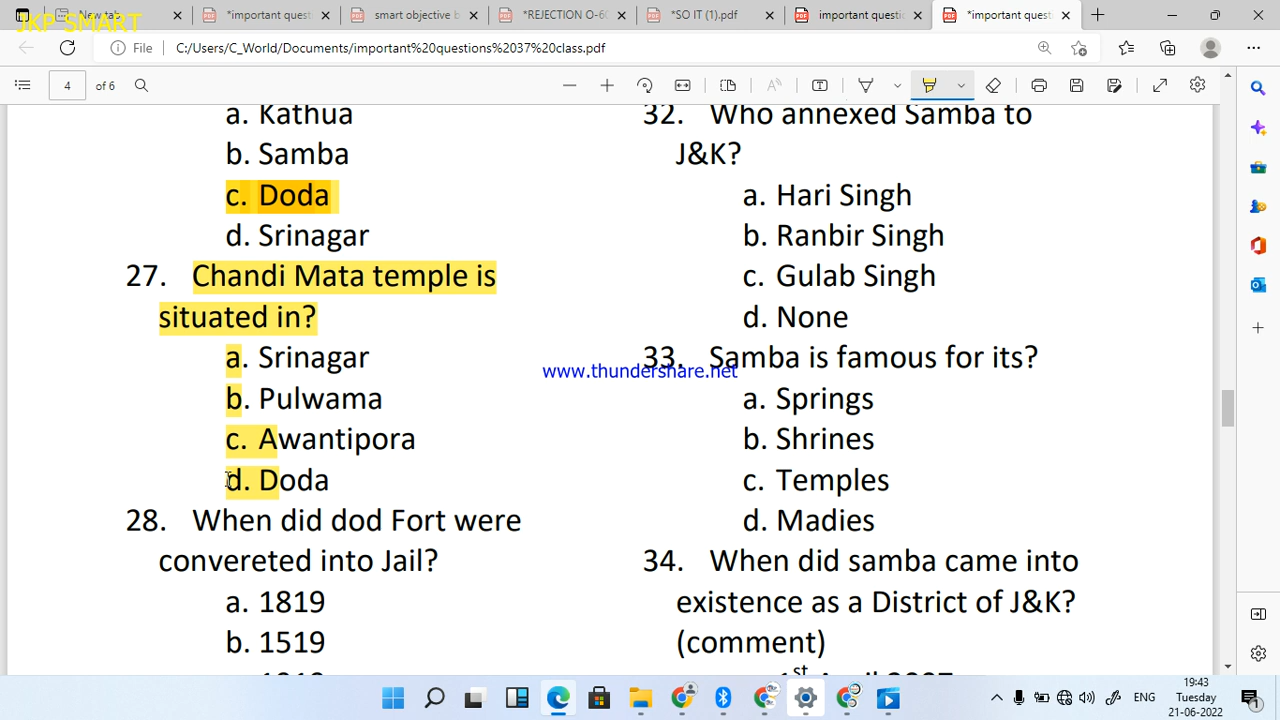 JKP SMART
New tab
*important quest
smart objective s
*REJECTION O-60
*SO IT (1).pdf
important questio
*important quest
File
C:/Users/C_World/Documents/important%20questions%2037%20class.pdf
4
of 6
a. Kathua
b. Samba
c. Doda
d. Srinagar
27. Chandi Mata temple is
situated in?
a. Srinagar
b. Pulwama
c. Awantipora
d. Doda
28. When did dod Fort were
convereted into Jail?
a. 1819
b. 1519
32. Who annexed Samba to
J&K?
a. Hari Singh
b. Ranbir Singh
c. Gulab Singh
d. None
33. Samba is famous for its?
a. Springs
b. Shrines
c. Temples
d. Madies
34. When did samba came into
existence as a District of J&K?
(comment)
www.thundershare.net
ENG
19:43
Tuesday
21-06-2022
1